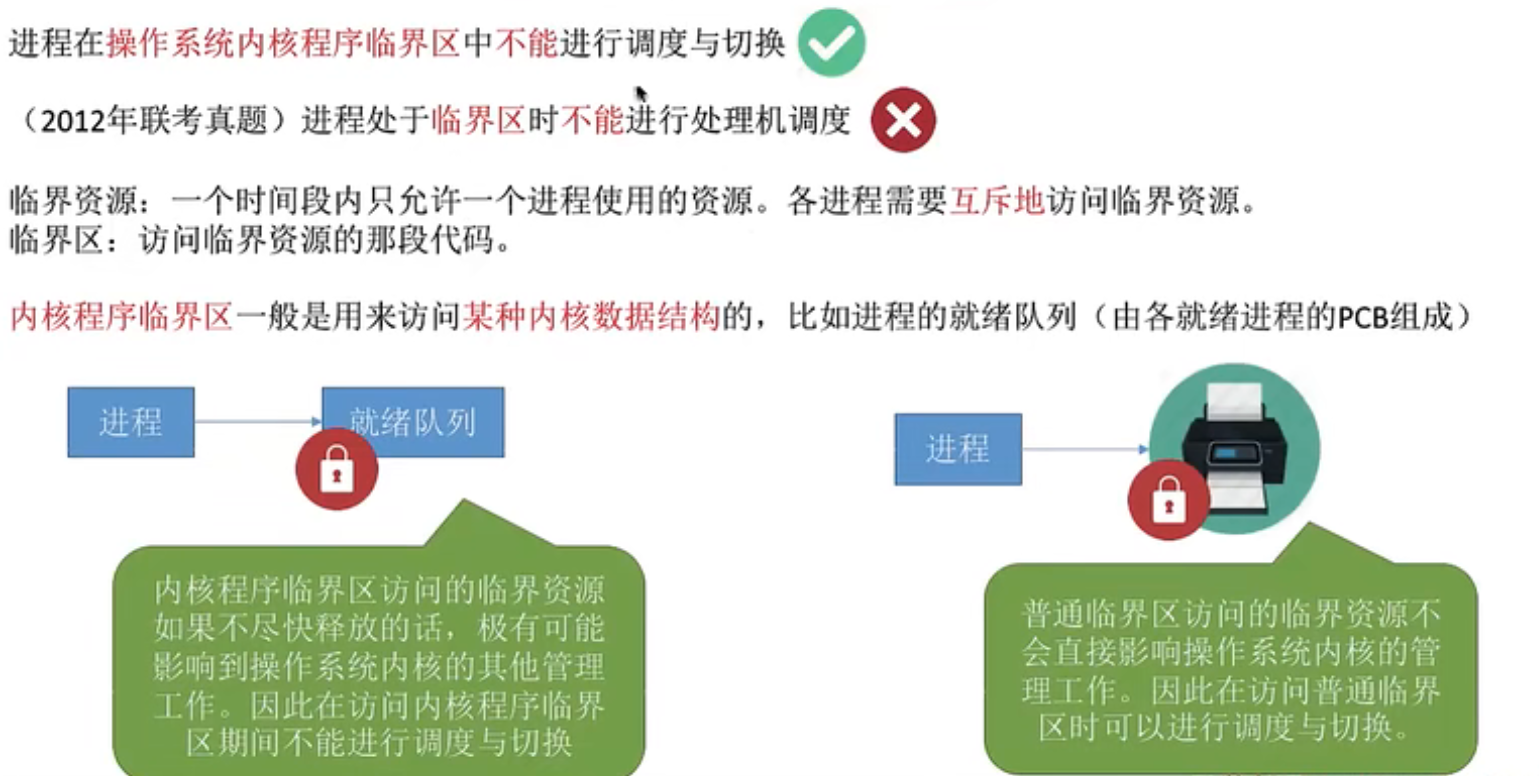 进程在操作系统内核程序临界区中不能进行调度与切换
（2012年联考真题）进程处于临界区时不能进行处理机调度
临界资源：一个时间段内只允许一个进程使用的资源。各进程需要互斥地访问临界资源。
临界区：访问临界资源的那段代码。
内核程序临界区一般是用来访问某种内核数据结构的，比如进程的就绪队列（由各就绪进程的PCB组成）
进程
就绪队列
内核程序临界区访问的临界资源
如果不尽快释放的话，极有可能
影响到操作系统内核的其他管理
工作。因此在访问内核程序临界
区期间不能进行调度与切换
进程
普通临界区访问的临界资源不
会直接影响操作系统内核的管
理工作。因此在访问普通临界
区时可以进行调度与切换。